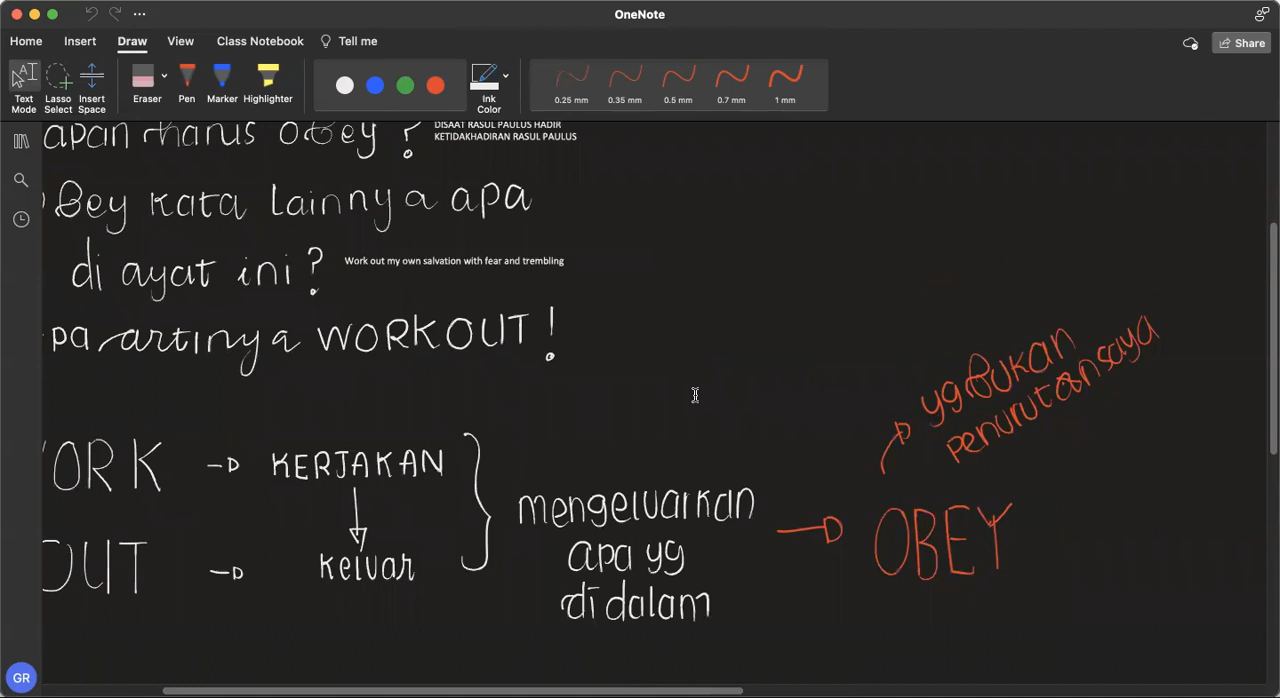 OneNote
Home Insert Draw View Class Notebook Tell me
Share
Text Mode
Lasso Select
Insert Space
Eraser
Pen
Marker
Highlighter
Ink Color
0.25 mm
0.35 mm
0.5 mm
0.7 mm
1 mm
apan harus obey ?
DISAAT RASUL PAULUS HADIR
KETIDAKHADIRAN RASUL PAULUS
obey kata lainnya apa
di ayat ini ?
Work out my own salvation with fear and trembling
pa artinya WORKOUT !
yg bukan
penurutan saya
WORK
KERJAKAN
mengeluarkan
apa yg
didalam
OBEY
OUT
keluar
GR